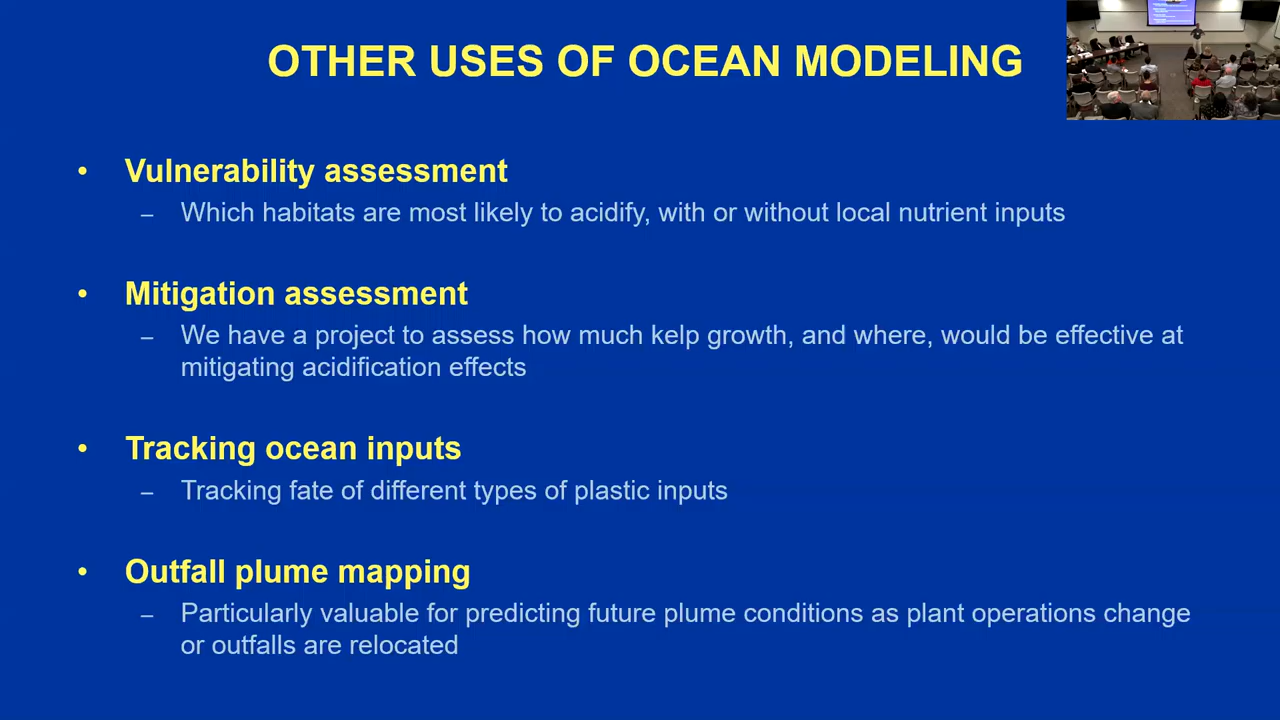 OTHER USES OF OCEAN MODELING
• Vulnerability assessment
– Which habitats are most likely to acidify, with or without local nutrient inputs
• Mitigation assessment
– We have a project to assess how much kelp growth, and where, would be effective at
mitigating acidification effects
• Tracking ocean inputs
– Tracking fate of different types of plastic inputs
• Outfall plume mapping
– Particularly valuable for predicting future plume conditions as plant operations change
or outfalls are relocated